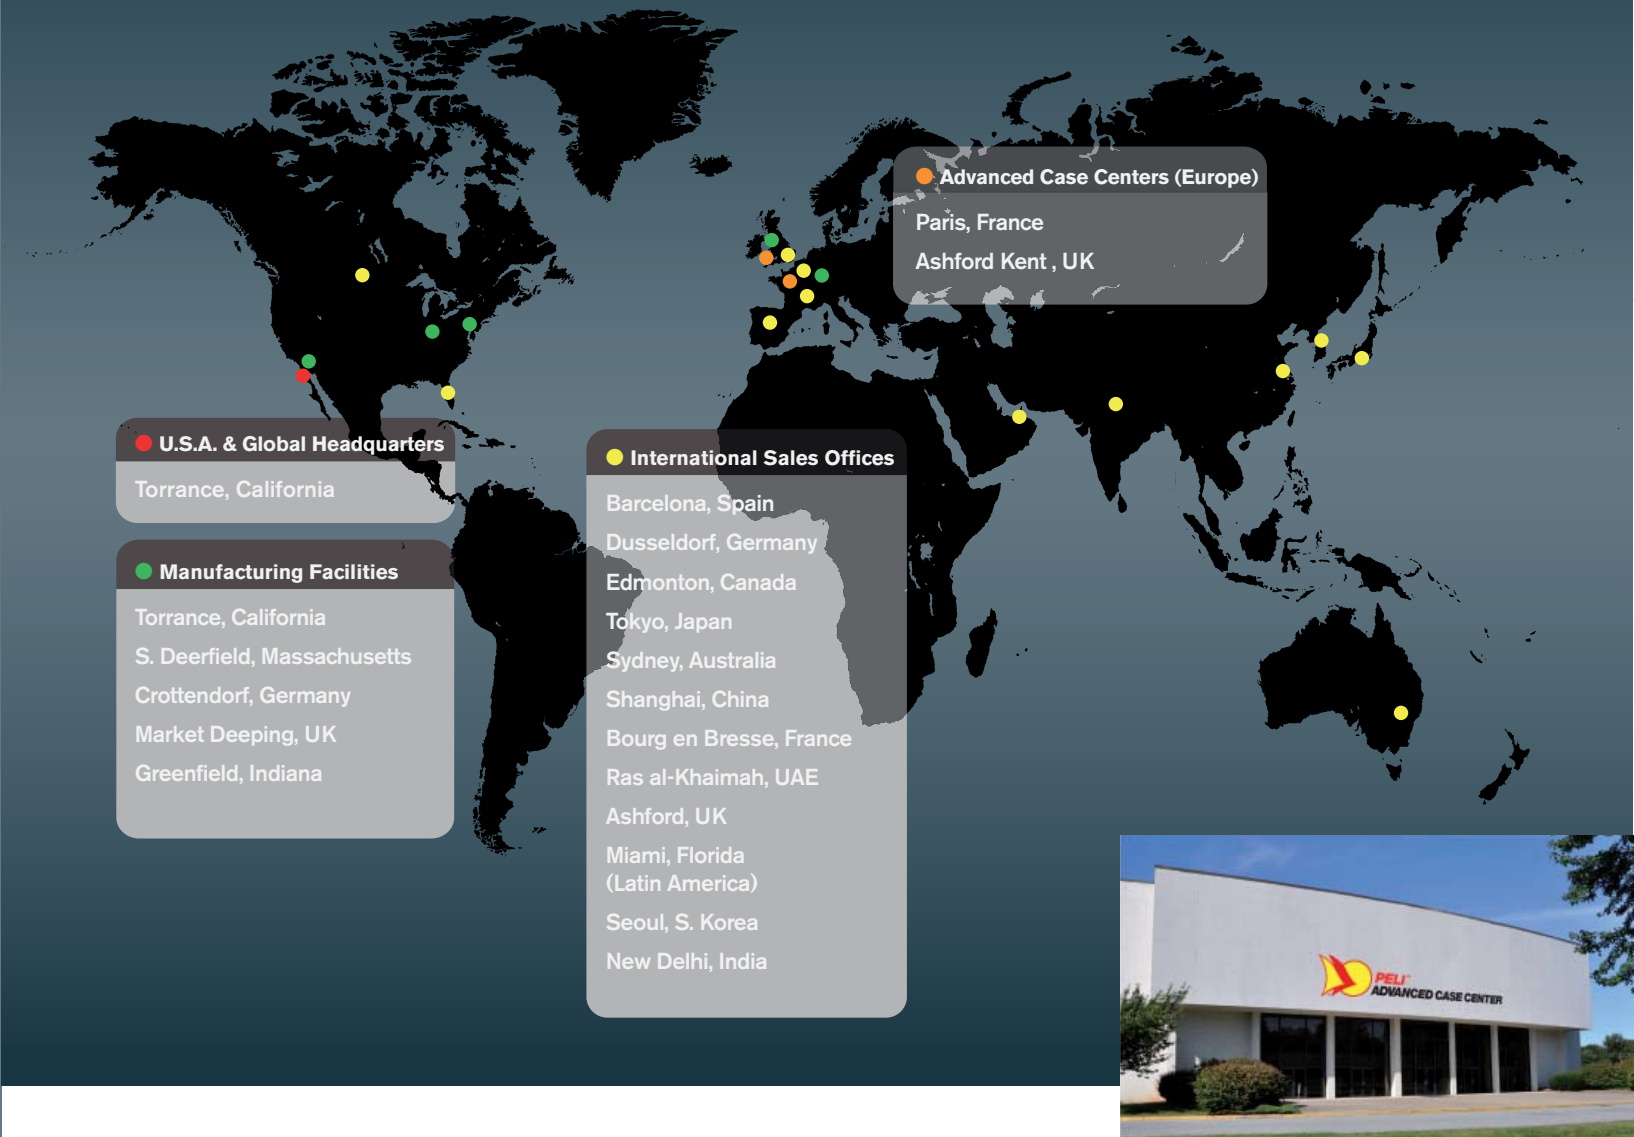 Advanced Case Centers (Europe)
Paris, France
Ashford Kent , UK
U.S.A. & Global Headquarters
Torrance, California
Manufacturing Facilities
Torrance, California
S. Deerfield, Massachusetts
Crottendorf, Germany
Market Deeping, UK
Greenfield, Indiana
International Sales Offices
Barcelona, Spain
Dusseldorf, Germany
Edmonton, Canada
Tokyo, Japan
Sydney, Australia
Shanghai, China
Bourg en Bresse, France
Ras al-Khaimah, UAE
Ashford, UK
Miami, Florida
(Latin America)
Seoul, S. Korea
New Delhi, India
PELI™
ADVANCED CASE CENTER